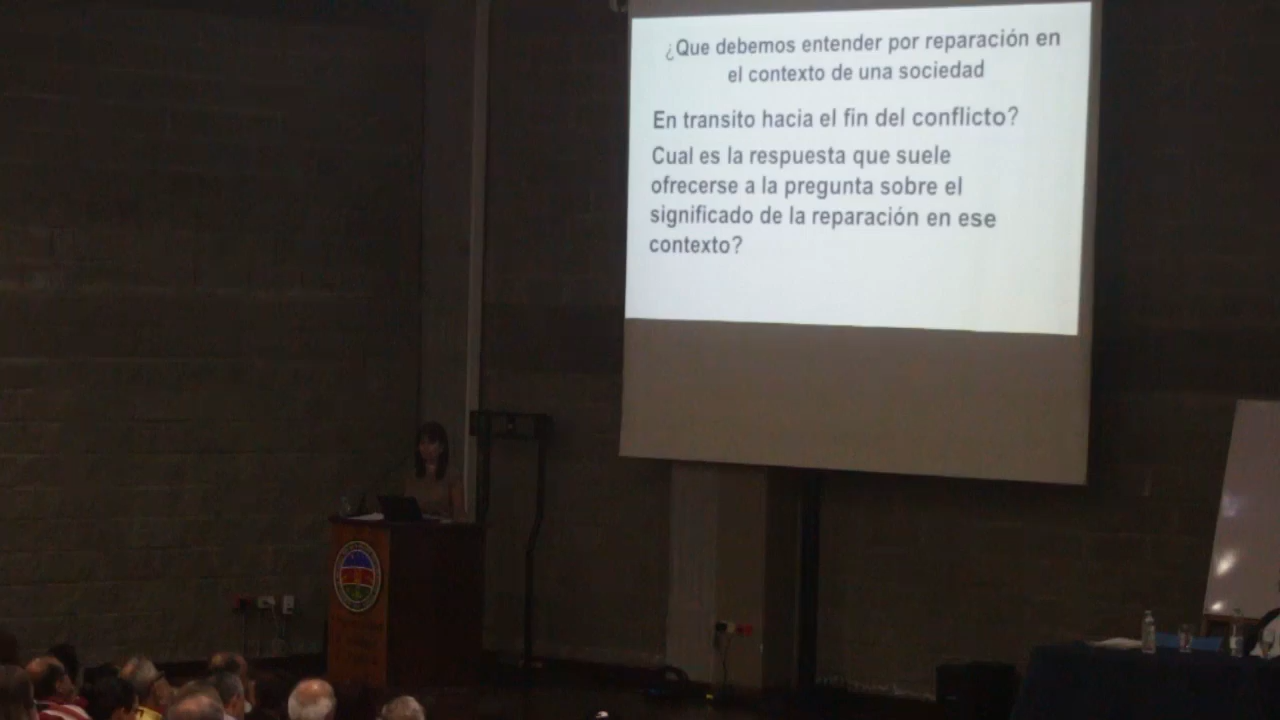 ¿Que debemos entender por reparación en
el contexto de una sociedad
En transito hacia el fin del conflicto?
Cual es la respuesta que suele
ofrecerse a la pregunta sobre el
significado de la reparación en ese
contexto?